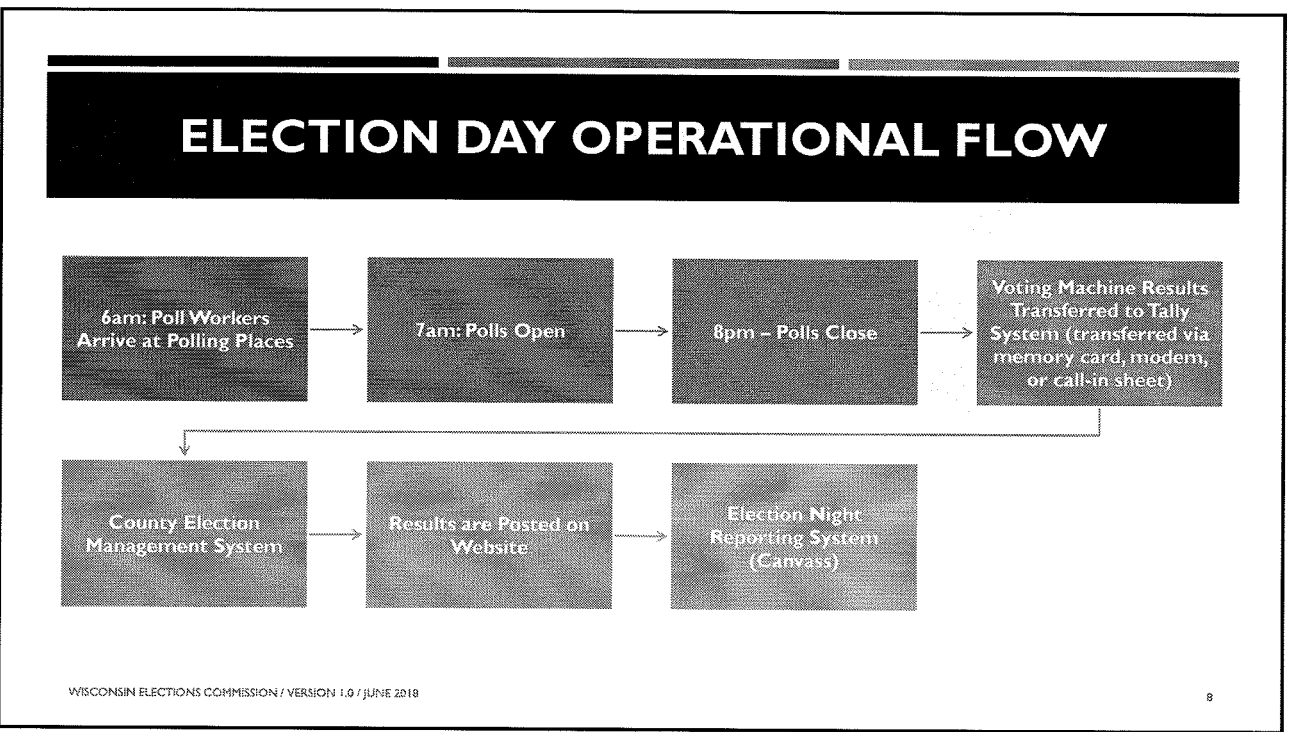 ELECTION DAY OPERATIONAL FLOW
6am: Poll Workers
Arrive at Polling Places
7am: Polls Open
8pm – Polls Close
Voting Machine Results
Transferred to Tally
System (transferred via
memory card, modem,
or call-in sheet)
County Election
Management System
Results are Posted on
Website
Election Night
Reporting System
(Canvass)
WISCONSIN ELECTIONS COMMISSION / VERSION 1.0 / JUNE 2018
8